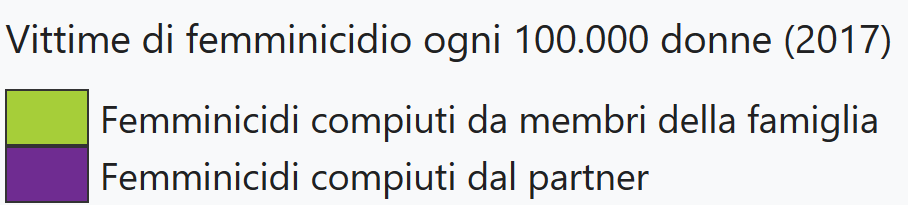 Vittime di femminicidio ogni 100.000 donne (2017)
Femminicidi compiuti da membri della famiglia
Femminicidi compiuti dal partner